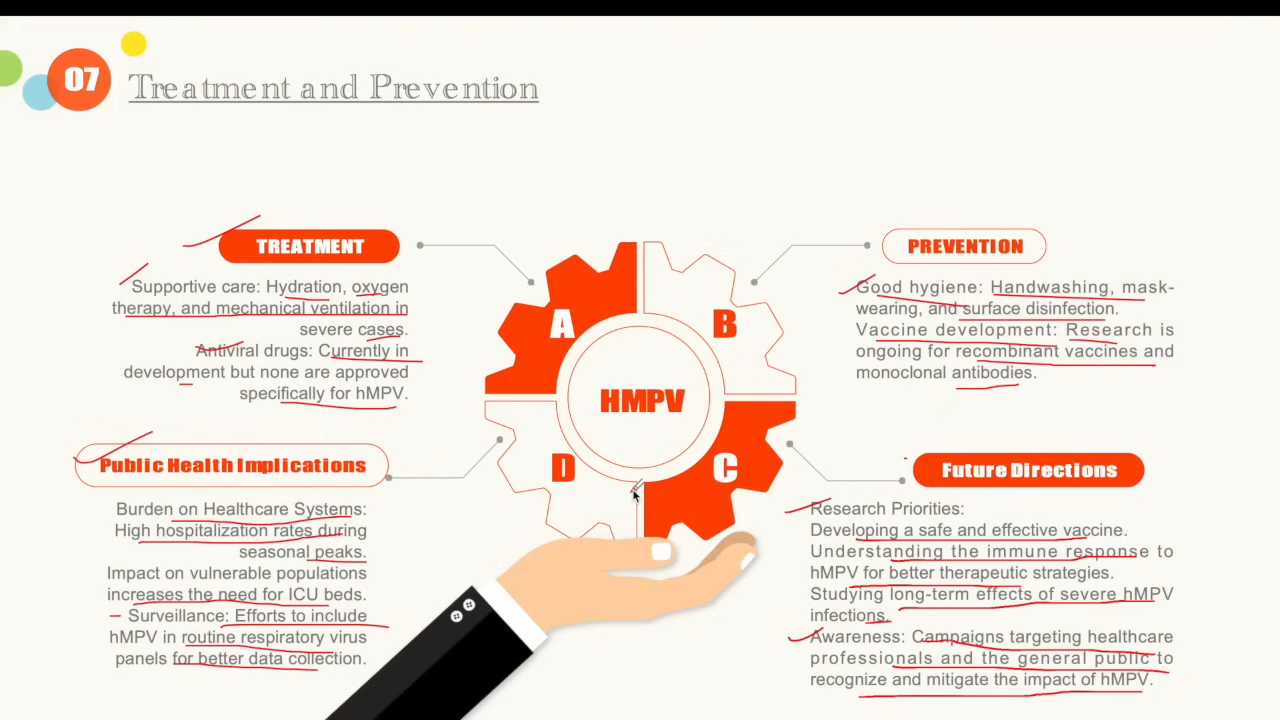 07
Treatment and Prevention
TREATMENT
Supportive care: Hydration, oxygen
therapy, and mechanical ventilation in
severe cases.
Antiviral drugs: Currently in
development but none are approved
specifically for hMPV.
PREVENTION
Good hygiene: Handwashing, mask-
wearing, and surface disinfection.
Vaccine development: Research is
ongoing for recombinant vaccines and
monoclonal antibodies.
A
B
HMPV
D
C
Public Health Implications
Burden on Healthcare Systems:
High hospitalization rates during
seasonal peaks.
Impact on vulnerable populations
increases the need for ICU beds.
Surveillance: Efforts to include
hMPV in routine respiratory virus
panels for better data collection.
Future Directions
Research Priorities:
Developing a safe and effective vaccine.
Understanding the immune response to
hMPV for better therapeutic strategies.
Studying long-term effects of severe hMPV
infections.
Awareness: Campaigns targeting healthcare
professionals and the general public to
recognize and mitigate the impact of hMPV.